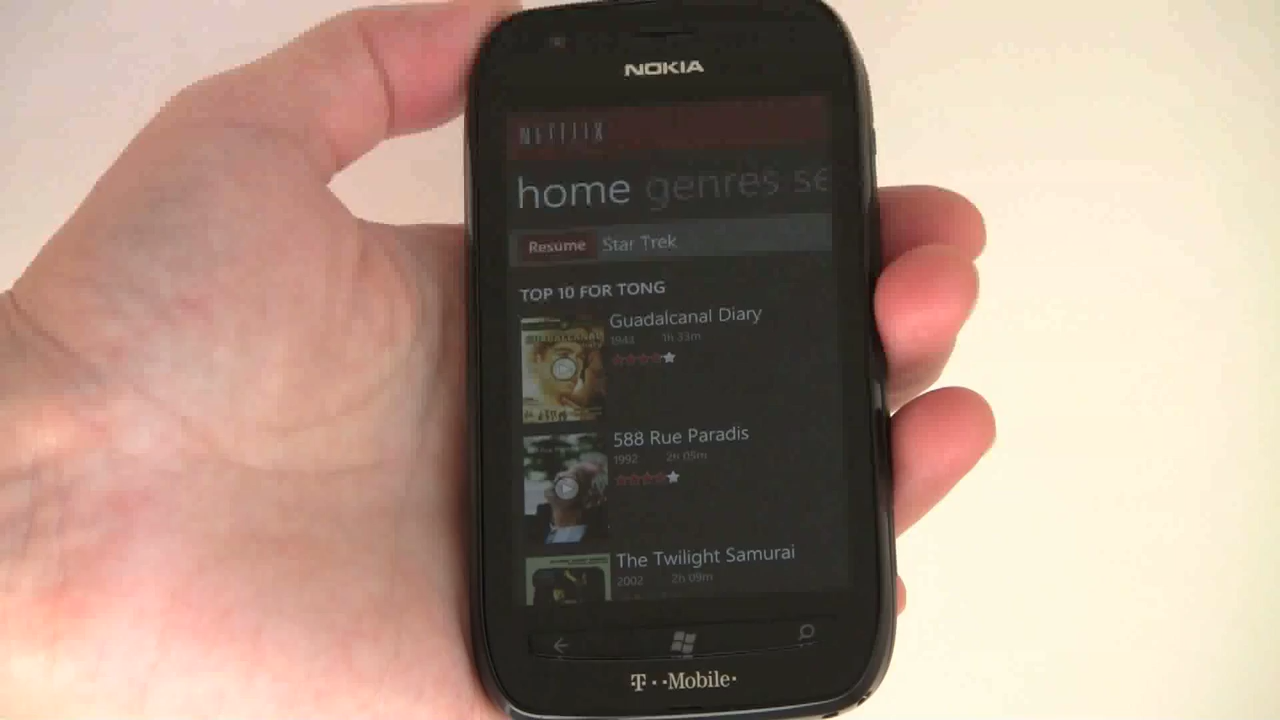 NOKIA
NETFLIX
home genres se
Resume Star Trek
TOP 10 FOR TONG
Guadalcanal Diary
1943 1h 33m
588 Rue Paradis
1992 2h 05m
The Twilight Samurai
2002 2h 09m
T··Mobile·